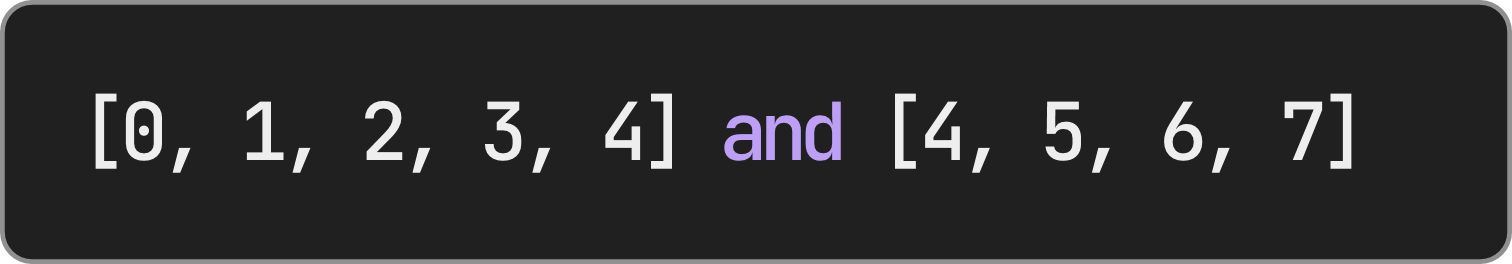 [0, 1, 2, 3, 4] and [4, 5, 6, 7]